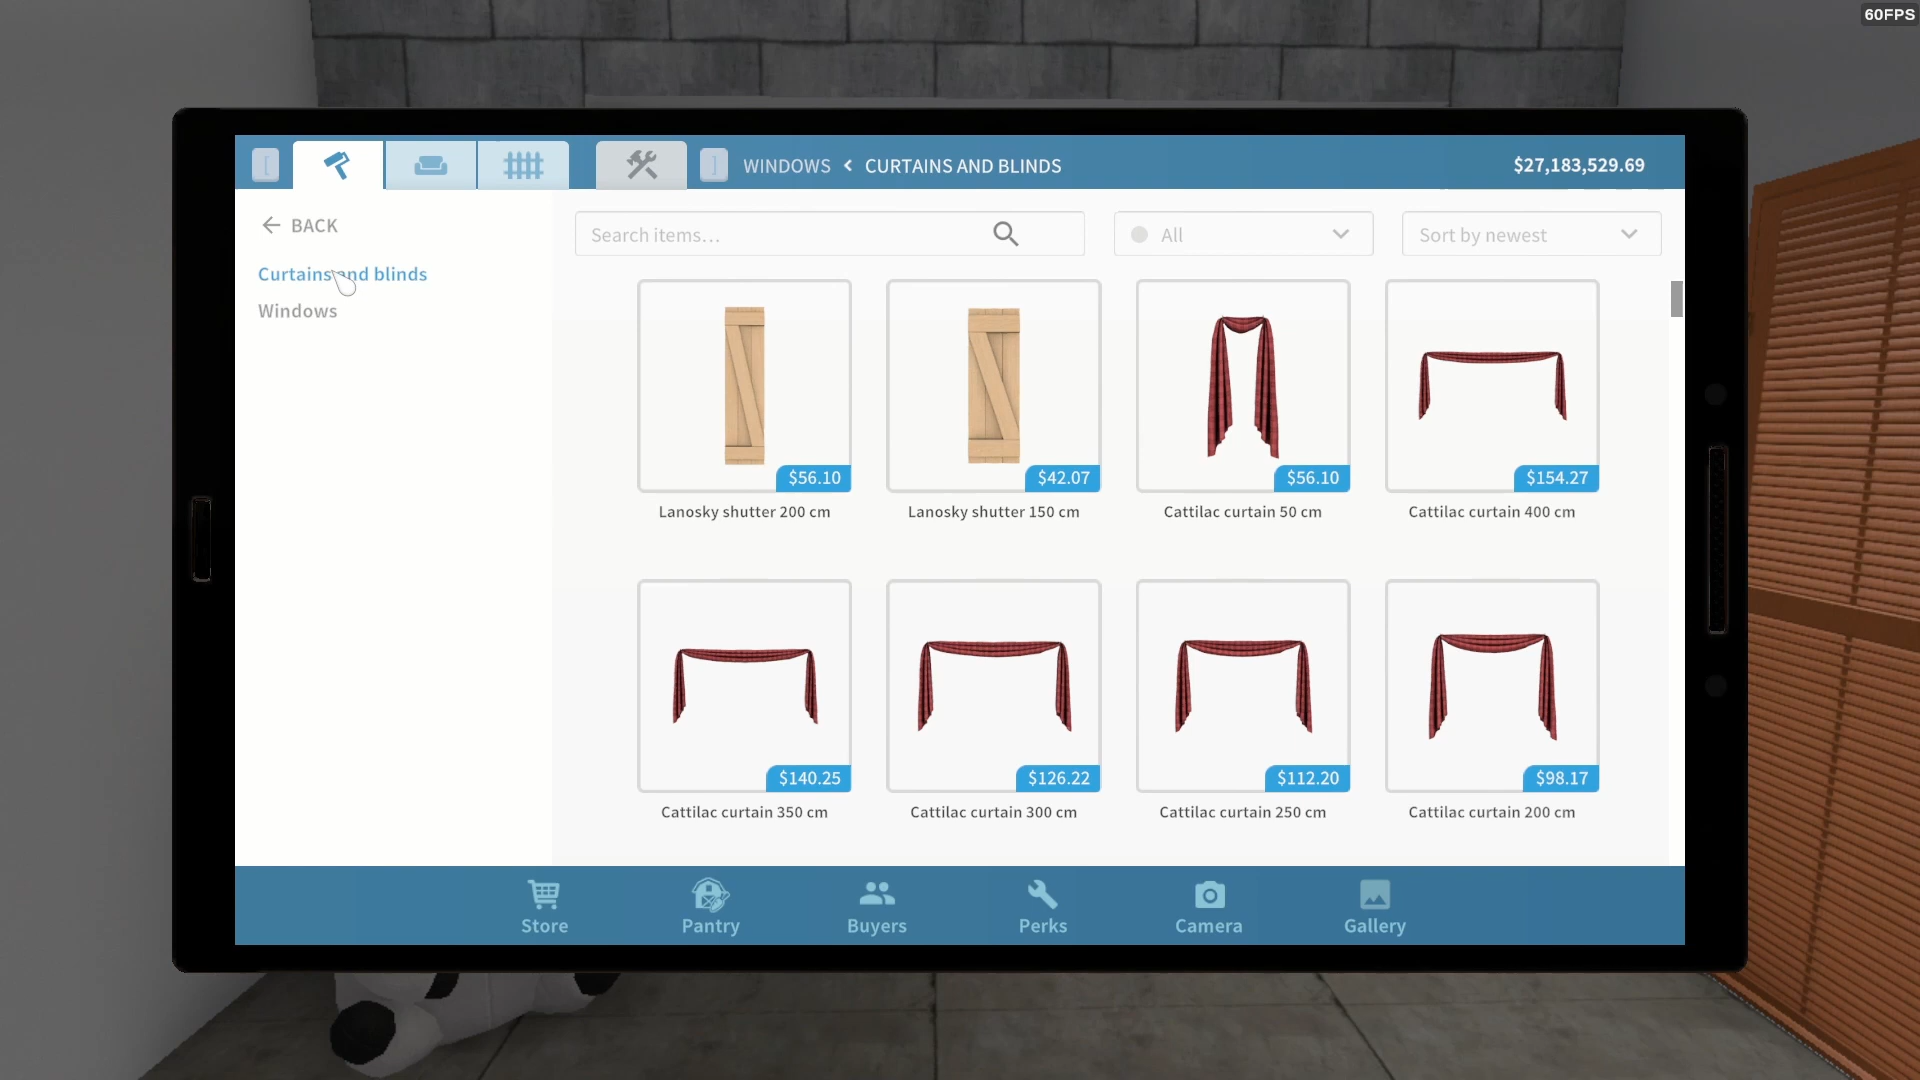 60FPS
[
]
WINDOWS < CURTAINS AND BLINDS
$27,183,529.69
← BACK
Curtains and blinds
Windows
Search items...
All
Sort by newest
$56.10
$42.07
$56.10
$154.27
Lanosky shutter 200 cm
Lanosky shutter 150 cm
Cattilac curtain 50 cm
Cattilac curtain 400 cm
$140.25
$126.22
$112.20
$98.17
Cattilac curtain 350 cm
Cattilac curtain 300 cm
Cattilac curtain 250 cm
Cattilac curtain 200 cm
Store
Pantry
Buyers
Perks
Camera
Gallery